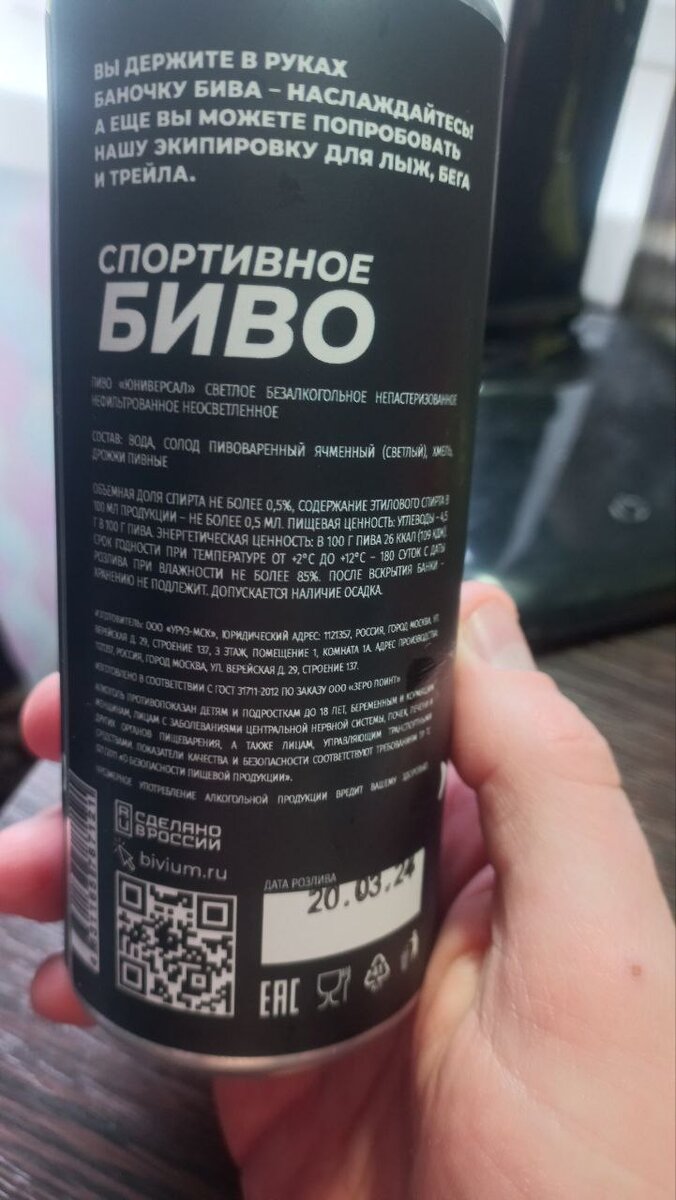 ВЫ ДЕРЖИТЕ В РУКАХ
БАНОЧКУ БИВА – НАСЛАЖДАЙТЕСЬ!
А ЕЩЕ ВЫ МОЖЕТЕ ПОПРОБОВАТЬ
НАШУ ЭКИПИРОВКУ ДЛЯ ЛЫЖ, БЕГА
И ТРЕЙЛА.
СПОРТИВНОЕ
БИВО
ПИВО «ЮНИВЕРСАЛ» СВЕТЛОЕ БЕЗАЛКОГОЛЬНОЕ НЕПАСТЕРИЗОВАННОЕ
НЕФИЛЬТРОВАННОЕ НЕОСВЕТЛЕННОЕ
СОСТАВ: ВОДА, СОЛОД ПИВОВАРЕННЫЙ ЯЧМЕННЫЙ (СВЕТЛЫЙ), ХМЕЛЬ,
ДРОЖЖИ ПИВНЫЕ
ОБЪЕМНАЯ ДОЛЯ СПИРТА НЕ БОЛЕЕ 0,5%, СОДЕРЖАНИЕ ЭТИЛОВОГО СПИРТА В
100 МЛ ПРОДУКЦИИ – НЕ БОЛЕЕ 0,5 МЛ. ПИЩЕВАЯ ЦЕННОСТЬ: УГЛЕВОДЫ – 4,5
Г В 100 Г ПИВА. ЭНЕРГЕТИЧЕСКАЯ ЦЕННОСТЬ: В 100 Г ПИВА 26 ККАЛ (109 КДЖ).
СРОК ГОДНОСТИ ПРИ ТЕМПЕРАТУРЕ ОТ +2°С ДО +12°С – 180 СУТОК С ДАТЫ
РОЗЛИВА ПРИ ВЛАЖНОСТИ НЕ БОЛЕЕ 85%. ПОСЛЕ ВСКРЫТИЯ БАНКИ -
ХРАНЕНИЮ НЕ ПОДЛЕЖИТ. ДОПУСКАЕТСЯ НАЛИЧИЕ ОСАДКА.
ИЗГОТОВИТЕЛЬ: ООО «УРУЭ-МСК», ЮРИДИЧЕСКИЙ АДРЕС: 1121357, РОССИЯ, ГОРОД МОСКВА, УЛ.
ВЕРЕЙСКАЯ Д. 29, СТРОЕНИЕ 137, 3 ЭТАЖ, ПОМЕЩЕНИЕ 1, КОМНАТА 1А. АДРЕС ПРОИЗВОДСТВА:
РОССИЯ, ГОРОД МОСКВА, УЛ. ВЕРЕЙСКАЯ Д. 29, СТРОЕНИЕ 137.
ИЗГОТОВЛЕНО В СООТВЕТСТВИИ С ГОСТ 31711-2012 ПО ЗАКАЗУ ООО «ЗЕРО ПОИНТ»
АЛКОГОЛЬ ПРОТИВОПОКАЗАН ДЕТЯМ И ПОДРОСТКАМ ДО 18 ЛЕТ, БЕРЕМЕННЫМ И КОРМЯЩИМ
ЖЕНЩИНАМ, ЛИЦАМ С ЗАБОЛЕВАНИЯМИ ЦЕНТРАЛЬНОЙ НЕРВНОЙ СИСТЕМЫ, ПОЧЕК, ПЕЧЕНИ И
ДРУГИХ ОРГАНОВ ПИЩЕВАРЕНИЯ, А ТАКЖЕ ЛИЦАМ, УПРАВЛЯЮЩИМ ТРАНСПОРТНЫМИ
СРЕДСТВАМИ. ПОКАЗАТЕЛИ КАЧЕСТВА И БЕЗОПАСНОСТИ СООТВЕТСТВУЮТ ТРЕБОВАНИЯМ ТР ТС
«О БЕЗОПАСНОСТИ ПИЩЕВОЙ ПРОДУКЦИИ».
ЧРЕЗМЕРНОЕ УПОТРЕБЛЕНИЕ АЛКОГОЛЬНОЙ ПРОДУКЦИИ ВРЕДИТ ВАШЕМУ ЗДОРОВЬЮ
СДЕЛАНО
В РОССИИ
bivium.ru
ДАТА РОЗЛИВА
20.03.24
ЕАС